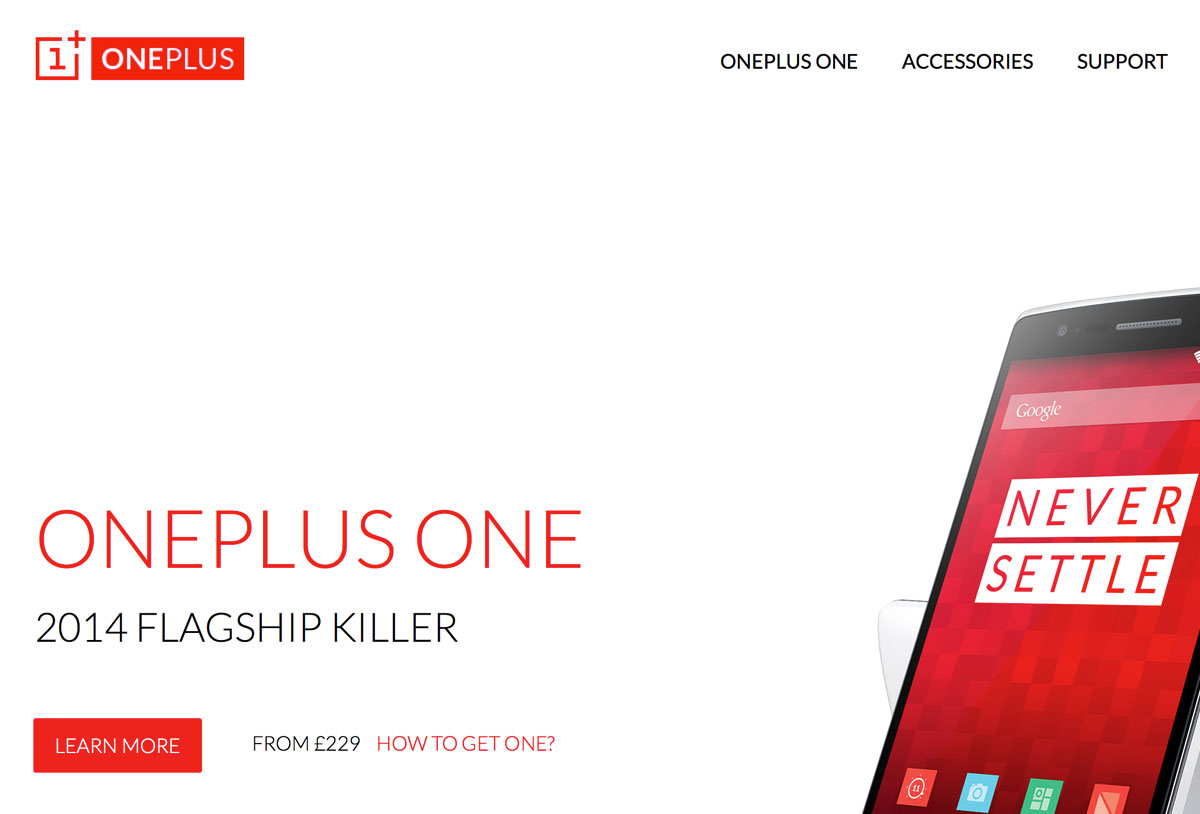 1+ ONEPLUS
ONEPLUS ONE ACCESSORIES SUPPORT
Google
NEVER
SETTLE
ONEPLUS ONE
2014 FLAGSHIP KILLER
LEARN MORE FROM £229 HOW TO GET ONE?
11